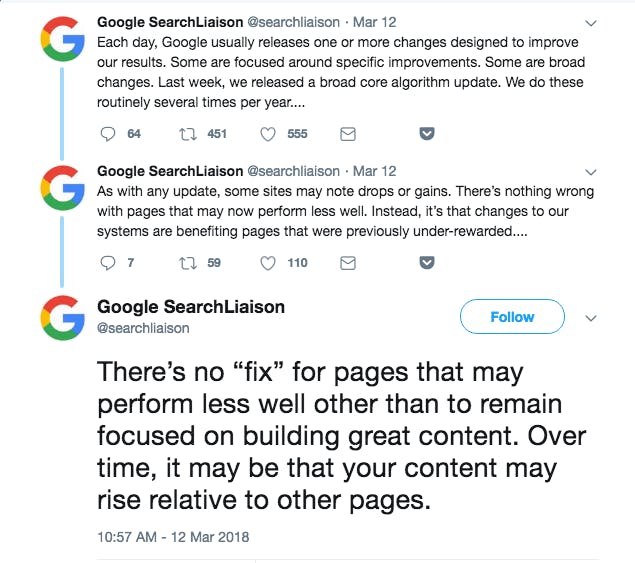 Google SearchLiaison @searchliaison · Mar 12
Each day, Google usually releases one or more changes designed to improve
our results. Some are focused around specific improvements. Some are broad
changes. Last week, we released a broad core algorithm update. We do these
routinely several times per year....
64 451 555
Google SearchLiaison @searchliaison · Mar 12
As with any update, some sites may note drops or gains. There’s nothing wrong
with pages that may now perform less well. Instead, it’s that changes to our
systems are benefiting pages that were previously under-rewarded....
7 59 110
Google SearchLiaison
@searchliaison
Follow
There’s no “fix” for pages that may
perform less well other than to remain
focused on building great content. Over
time, it may be that your content may
rise relative to other pages.
10:57 AM - 12 Mar 2018